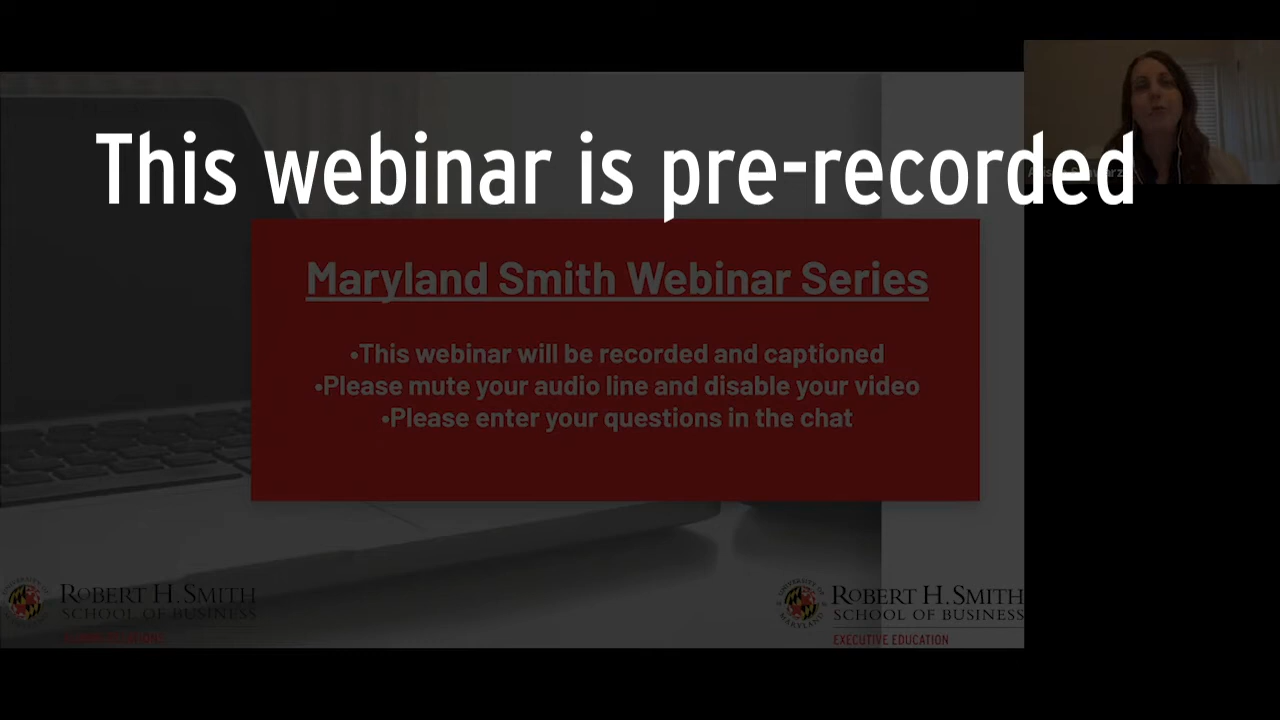 This webinar is pre-recorded
Maryland Smith Webinar Series
•This webinar will be recorded and captioned
•Please mute your audio line and disable your video
•Please enter your questions in the chat
ROBERT H. SMITH
SCHOOL OF BUSINESS
ROBERT H. SMITH
SCHOOL OF BUSINESS
EXECUTIVE EDUCATION